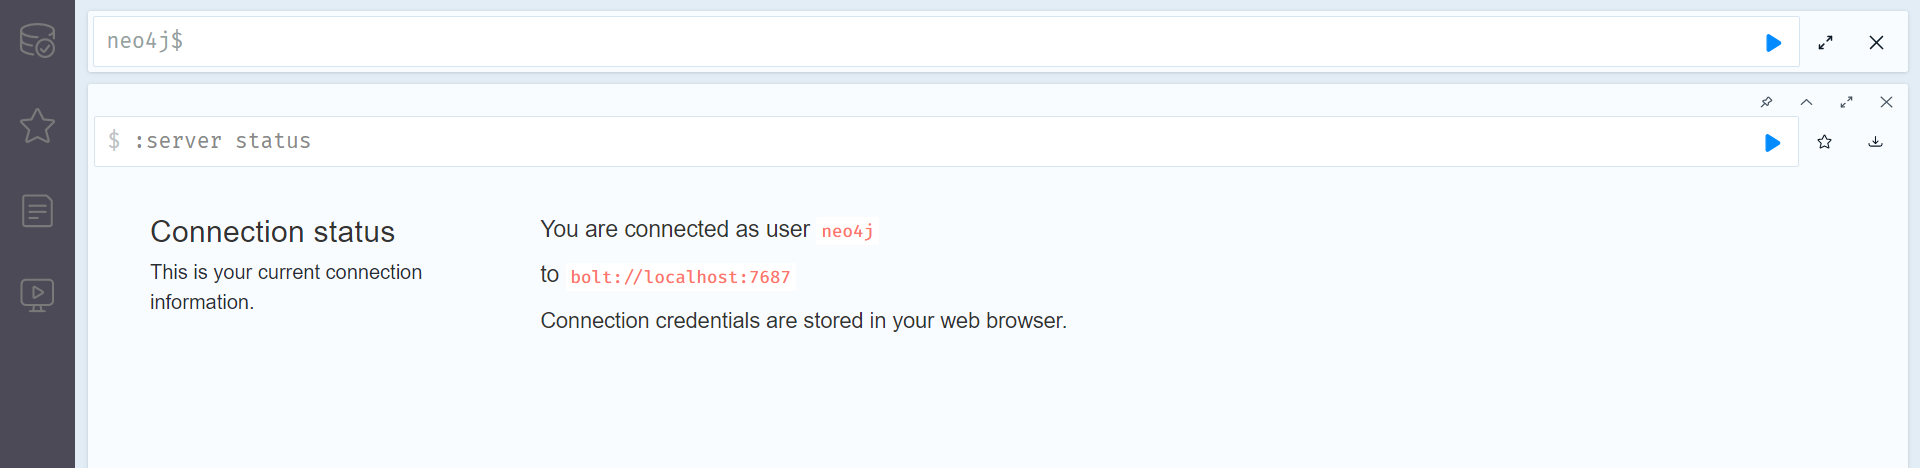 neo4j$
$ :server status
Connection status
This is your current connection
information.
You are connected as user neo4j
to bolt://localhost:7687
Connection credentials are stored in your web browser.